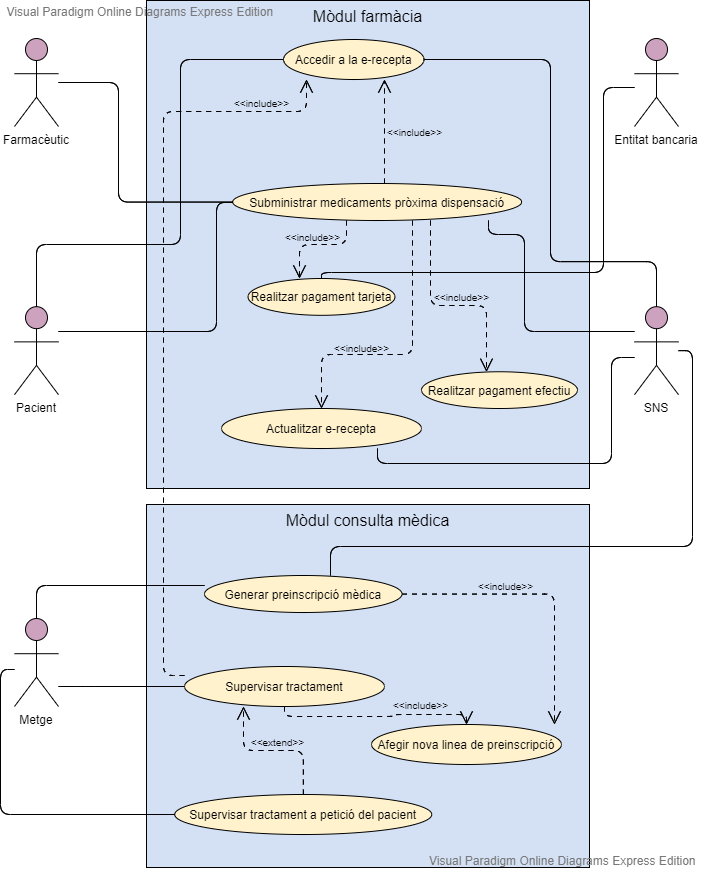 Visual Paradigm Online Diagrams Express Edition
Mòdul farmàcia
Accedir a la e-recepta
<<include>>
<<include>>
Farmacèutic
Entitat bancaria
Subministrar medicaments pròxima dispensació
<<include>>
Realitzar pagament tarjeta
<<include>>
<<include>>
Realitzar pagament efectiu
Pacient
SNS
Actualitzar e-recepta
Mòdul consulta mèdica
Generar preinscripció mèdica
<<include>>
Supervisar tractament
<<include>>
Metge
Afegir nova linea de preinscripció
<<extend>>
Supervisar tractament a petició del pacient
Visual Paradigm Online Diagrams Express Edition